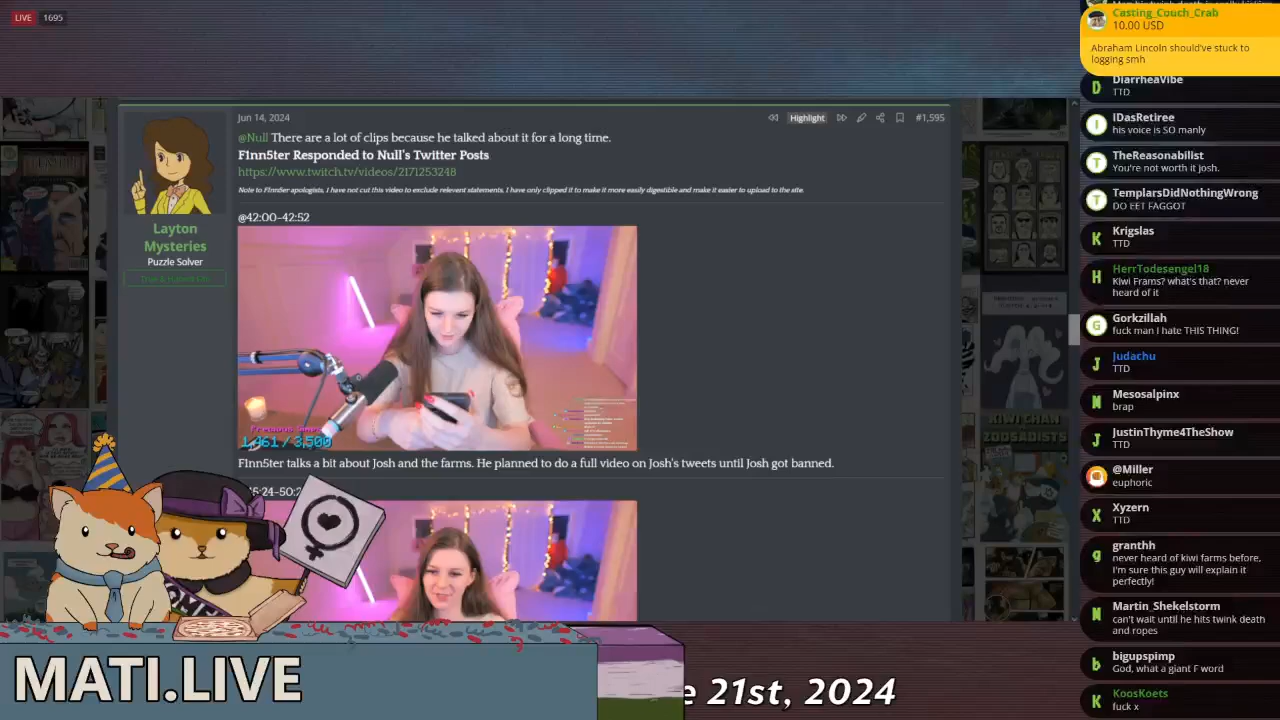 LIVE 1695
Casting_Couch_Crab
10.00 USD
Abraham Lincoln should've stuck to
logging smh
DiarrheaVibe
TTD
IDasRetiree
his voice is SO manly
TheReasonabilist
You're not worth it Josh.
TemplarsDidNothingWrong
DO EET FAGGOT
Krigslas
TTD
HerrTodesengel18
Kiwi Frams? what's that? never
heard of it
Gorkzillah
fuck man I hate THIS THING!
Judachu
TTD
Mesosalpinx
brap
JustinThyme4TheShow
TTD
@Miller
euphoric
Xyzern
TTD
granthh
never heard of kiwi farms before,
I'm sure this guy will explain it
perfectly!
Martin_Shekelstorm
can't wait until he hits twink death
and ropes
bigupspimp
God, what a giant F word
KoosKoets
fuck x
Jun 14, 2024
Highlight
#1,595
Layton
Mysteries
Puzzle Solver
True & Honest Fan
@Null There are a lot of clips because he talked about it for a long time.
F1nn5ter Responded to Null's Twitter Posts
https://www.twitch.tv/videos/2171253248
Note to F1nn5ter apologists, I have not cut this video to exclude relevant statements. I have only clipped it to make it more easily digestible and make it easier to upload to the site.
@42:00-42:52
1,461 / 3,500
F1nn5ter talks a bit about Josh and the farms. He planned to do a full video on Josh's tweets until Josh got banned.
KIWI CHAN
ZOOSADISTS
MATI.LIVE
e 21st, 2024